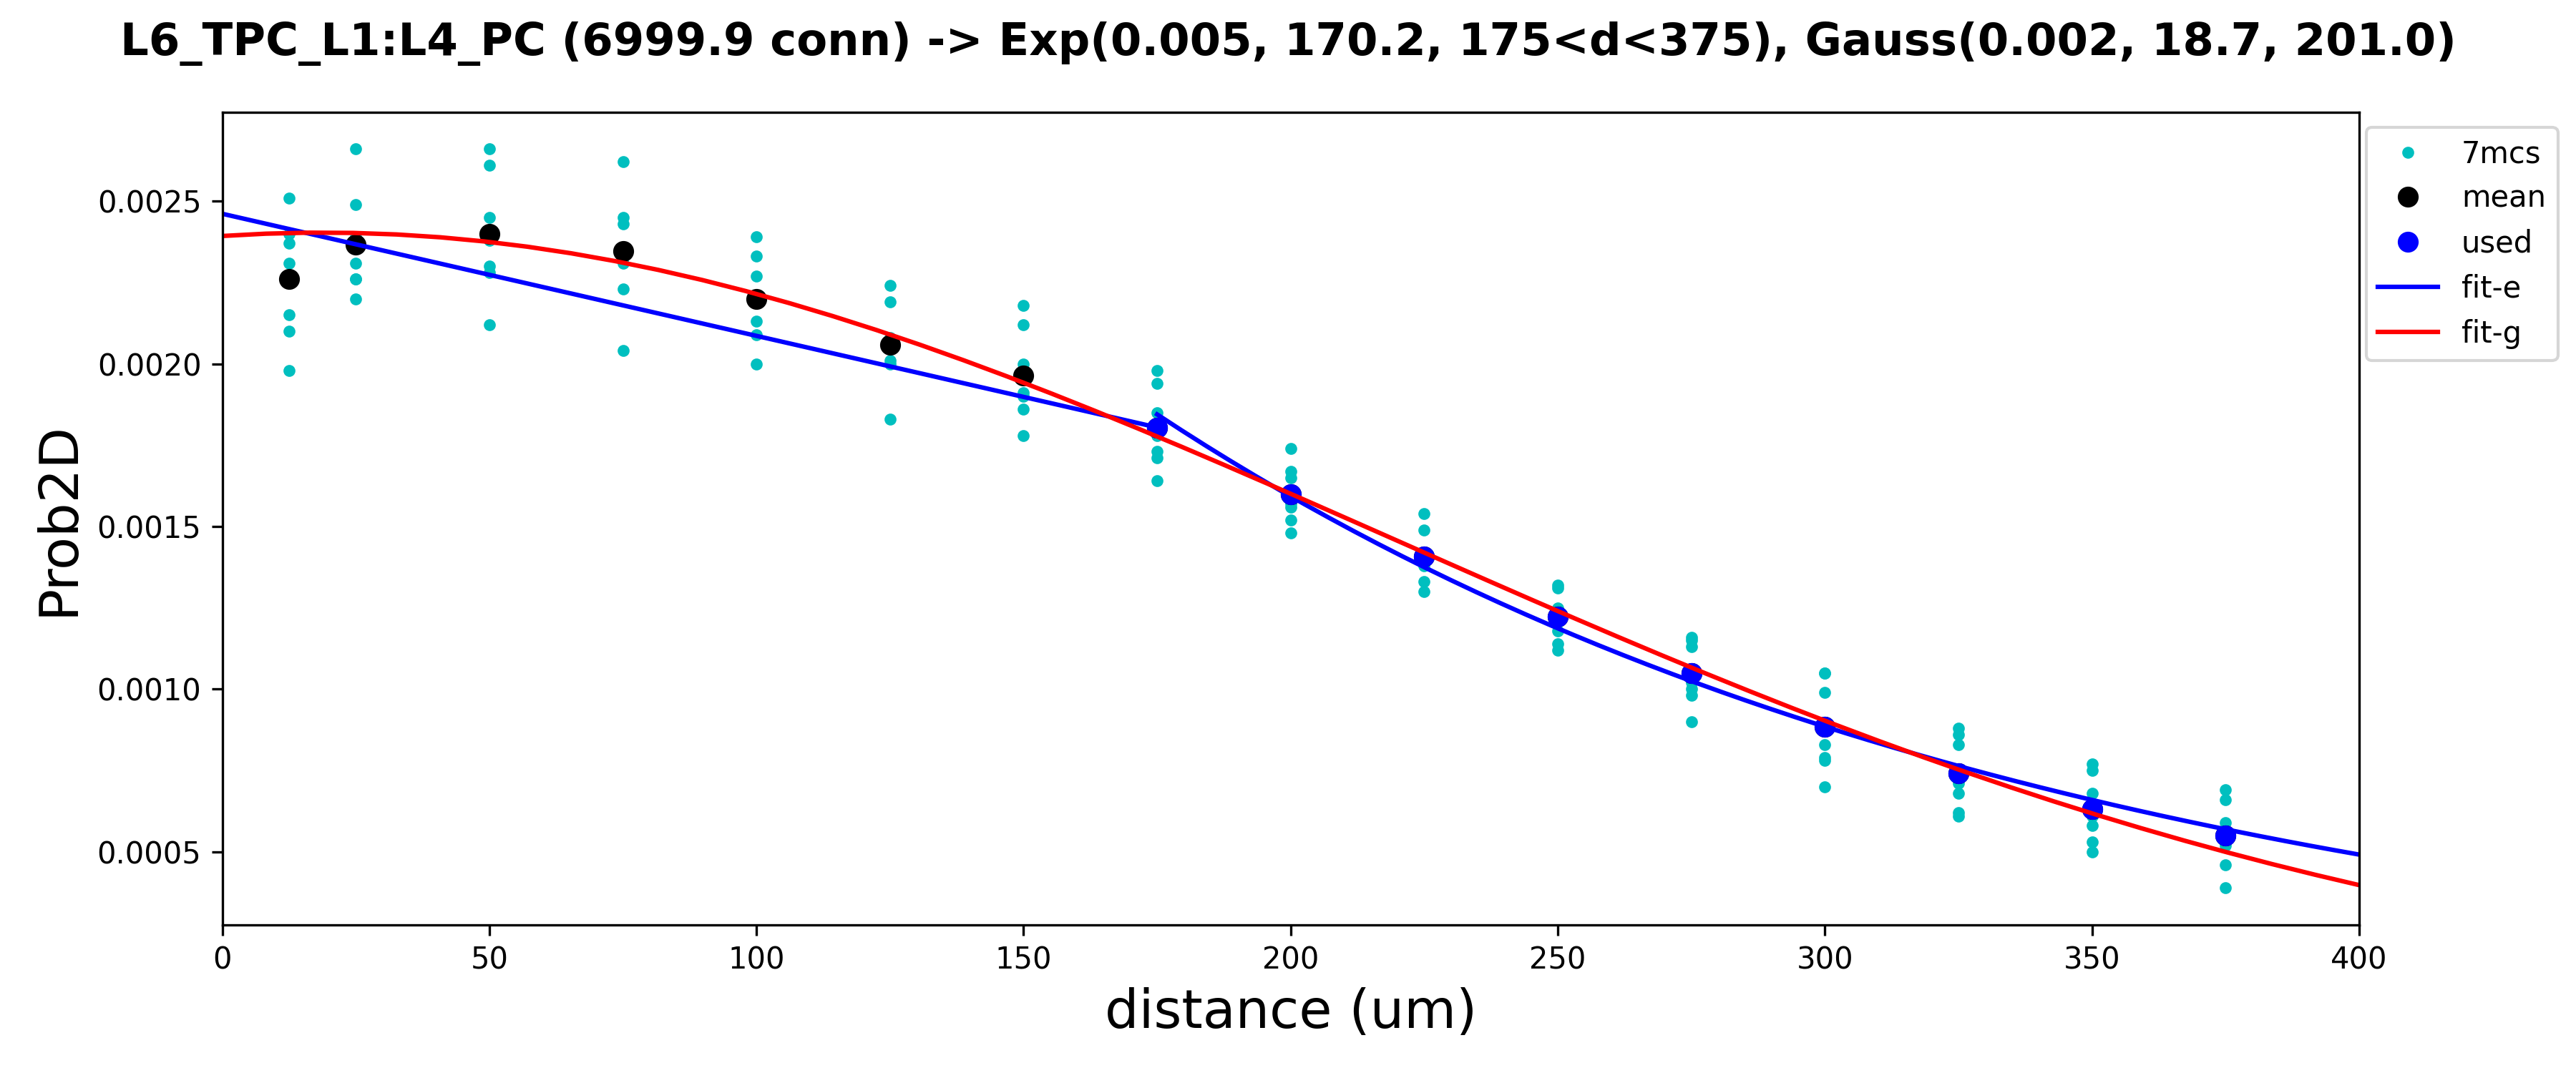 L6_TPC_L1:L4_PC (6999.9 conn) -> Exp(0.005, 170.2, 175<d<375), Gauss(0.002, 18.7, 201.0)
7mcs
mean
used
fit-e
fit-g
Prob2D
0.0025
0.0020
0.0015
0.0010
0.0005
0 50 100 150 200 250 300 350 400
distance (um)